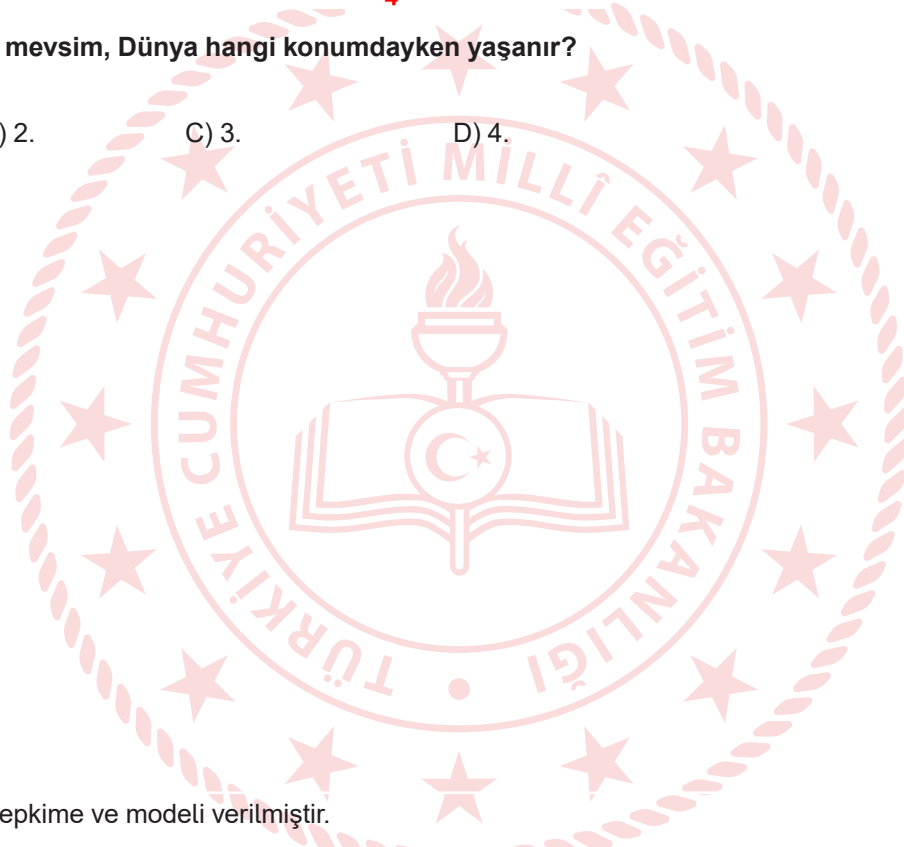 4
mevsim, Dünya hangi konumdayken yaşanır?
) 2. C) 3. D) 4.
TÜRKİYE CUMHURİYETİ MİLLÎ EĞİTİM BAKANLIĞI
epkime ve modeli verilmiştir.